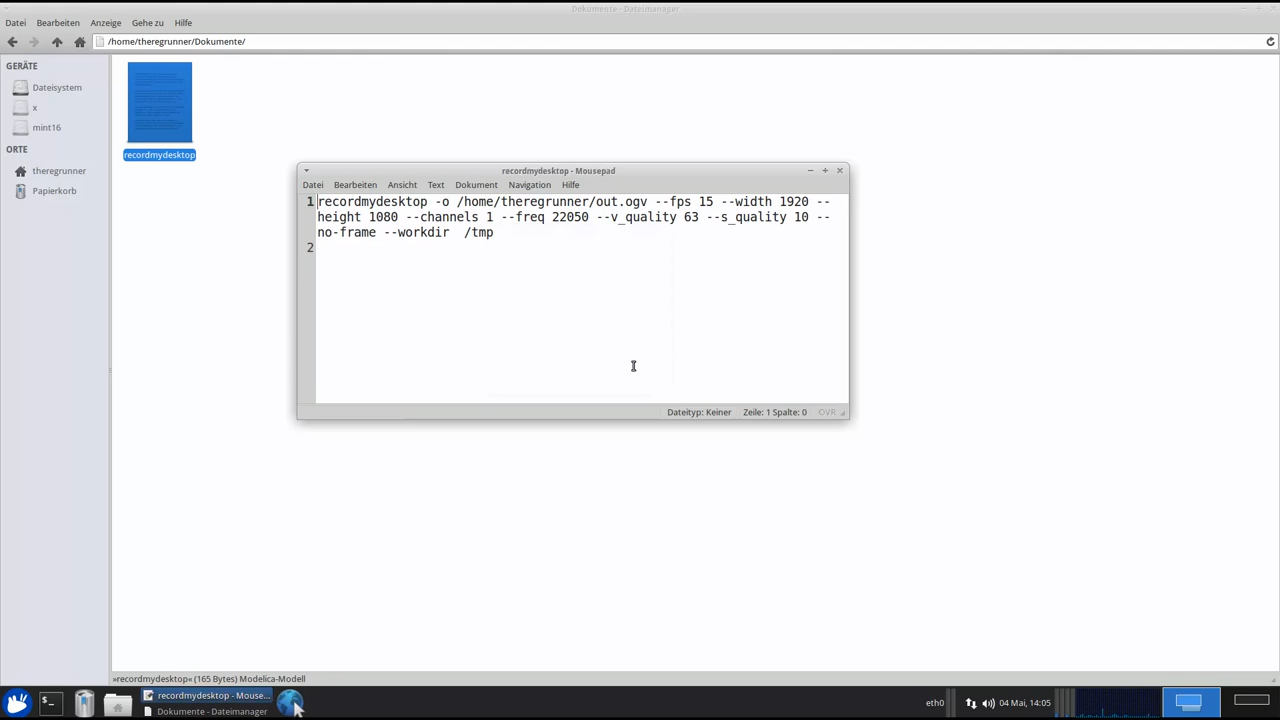 Dokumente - Dateimanager
Datei Bearbeiten Anzeige Gehe zu Hilfe
/home/theregrunner/Dokumente/
GERÄTE
Dateisystem
x
mint16
ORTE
theregrunner
Papierkorb
recordmydesktop
recordmydesktop - Mousepad
Datei Bearbeiten Ansicht Text Dokument Navigation Hilfe
1 recordmydesktop -o /home/theregrunner/out.ogv --fps 15 --width 1920 --
height 1080 --channels 1 --freq 22050 --v_quality 63 --s_quality 10 --
no-frame --workdir  /tmp
2
Dateityp: Keiner Zeile: 1 Spalte: 0 OVR
»recordmydesktop« (165 Bytes) Modelica-Modell
$_
recordmydesktop - Mouse...
Dokumente - Dateimanager
eth0
04 Mai, 14:05